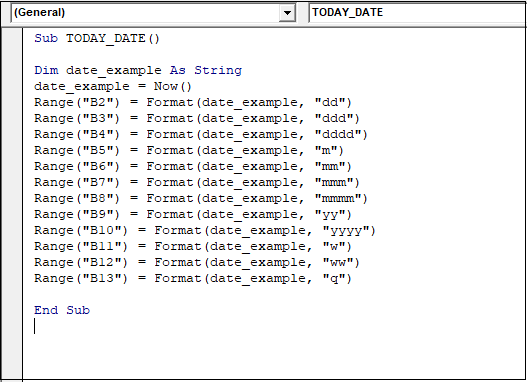 (General)
TODAY_DATE
Sub TODAY_DATE()
Dim date_example As String
date_example = Now()
Range("B2") = Format(date_example, "dd")
Range("B3") = Format(date_example, "ddd")
Range("B4") = Format(date_example, "dddd")
Range("B5") = Format(date_example, "m")
Range("B6") = Format(date_example, "mm")
Range("B7") = Format(date_example, "mmm")
Range("B8") = Format(date_example, "mmmm")
Range("B9") = Format(date_example, "yy")
Range("B10") = Format(date_example, "yyyy")
Range("B11") = Format(date_example, "w")
Range("B12") = Format(date_example, "ww")
Range("B13") = Format(date_example, "q")
End Sub